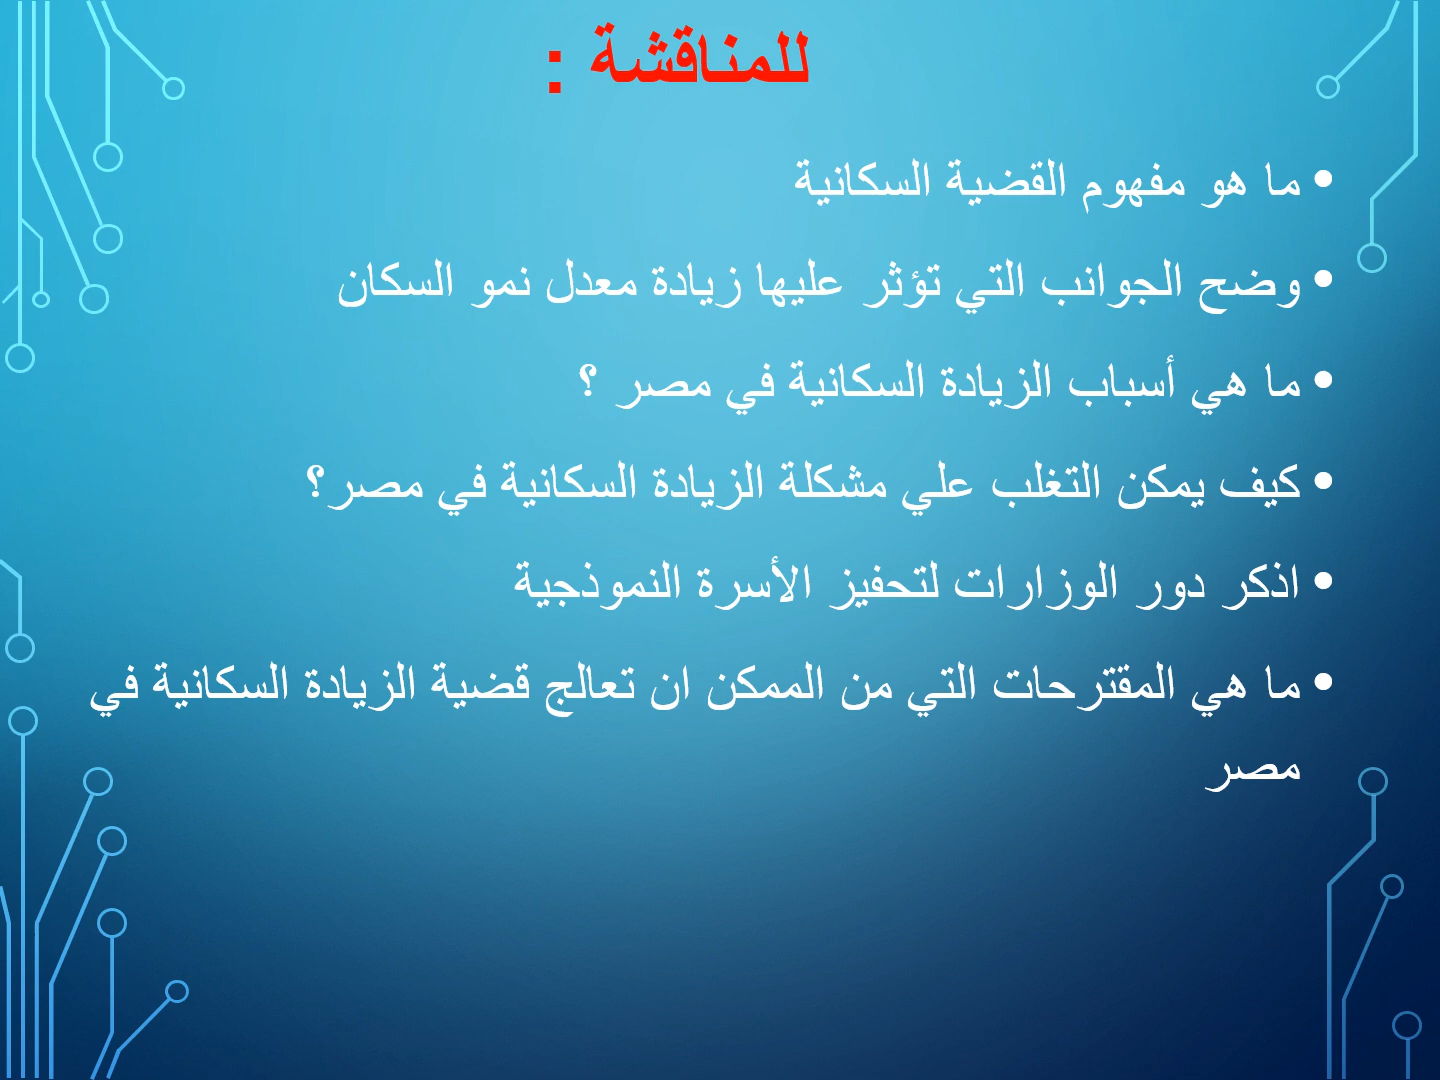 للمناقشة :
• ما هو مفهوم القضية السكانية
• وضح الجوانب التي تؤثر عليها زيادة معدل نمو السكان
• ما هي أسباب الزيادة السكانية في مصر ؟
• كيف يمكن التغلب علي مشكلة الزيادة السكانية في مصر؟
• اذكر دور الوزارات لتحفيز الأسرة النموذجية
• ما هي المقترحات التي من الممكن ان تعالج قضية الزيادة السكانية في
مصر